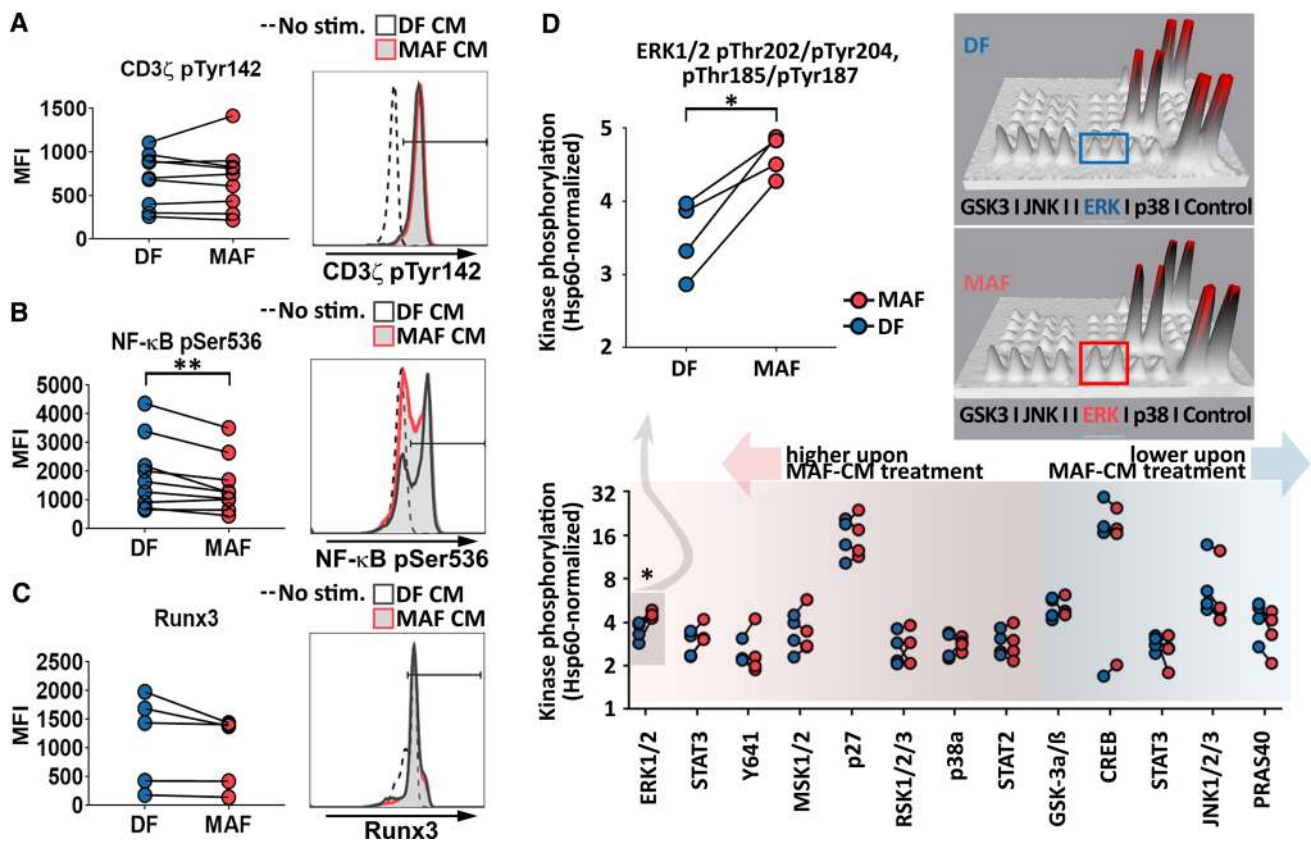 A
--No stim.
DF CM
MAF CM
CD3ζ pTyr142
MFI
1500
1000
500
0
DF
MAF
CD3ζ pTyr142
B
--No stim.
DF CM
MAF CM
NF-κB pSer536
**
MFI
5000
4000
3000
2000
1000
0
DF
MAF
NF-κB pSer536
C
--No stim.
DF CM
MAF CM
Runx3
MFI
2500
2000
1500
1000
500
0
DF
MAF
Runx3
D
ERK1/2 pThr202/pTyr204,
pThr185/pTyr187
*
Kinase phosphorylation
(Hsp60-normalized)
5
4
3
2
DF
MAF
MAF
DF
DF
GSK3 I JNK I I ERK I p38 I Control
MAF
GSK3 I JNK I I ERK I p38 I Control
higher upon
MAF-CM treatment
lower upon
MAF-CM treatment
Kinase phosphorylation
(Hsp60-normalized)
32
16
8
4
2
1
*
ERK1/2
STAT3
Y641
MSK1/2
p27
RSK1/2/3
p38a
STAT2
GSK-3a/ß
CREB
STAT3
JNK1/2/3
PRAS40